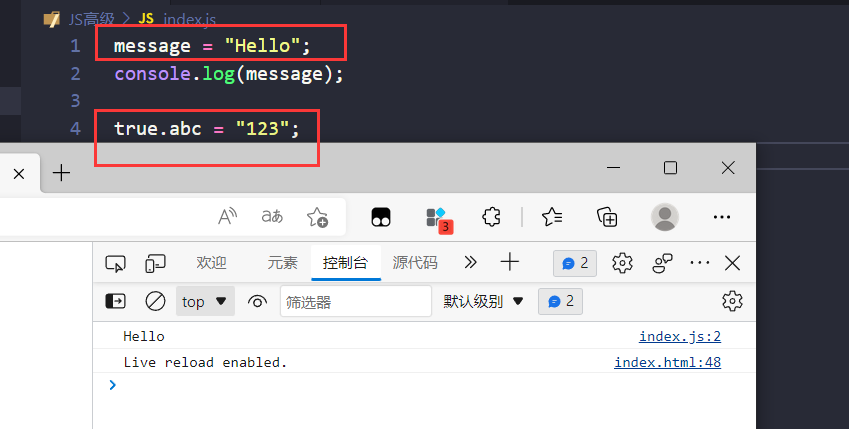 JS高级 > JS index.js
1 message = "Hello";
2 console.log(message);
3
4 true.abc = "123";
aあ
3
欢迎 元素 控制台 源代码 2
top 筛选器 默认级别 2
Hello index.js:2
Live reload enabled. index.html:48